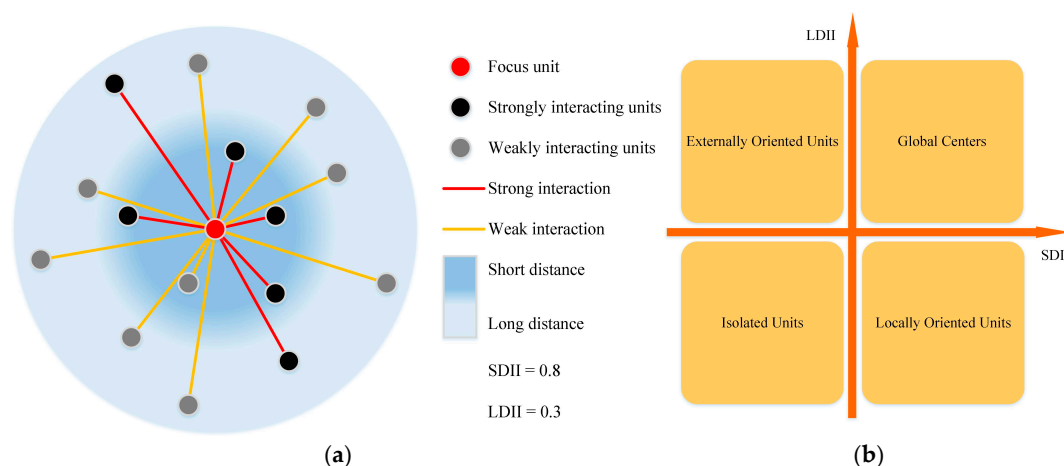 Focus unit
Strongly interacting units
Weakly interacting units
Strong interaction
Weak interaction
Short distance
Long distance
SDII = 0.8
LDII = 0.3
(a)
LDII
Externally Oriented Units
Global Centers
SDI
Isolated Units
Locally Oriented Units
(b)